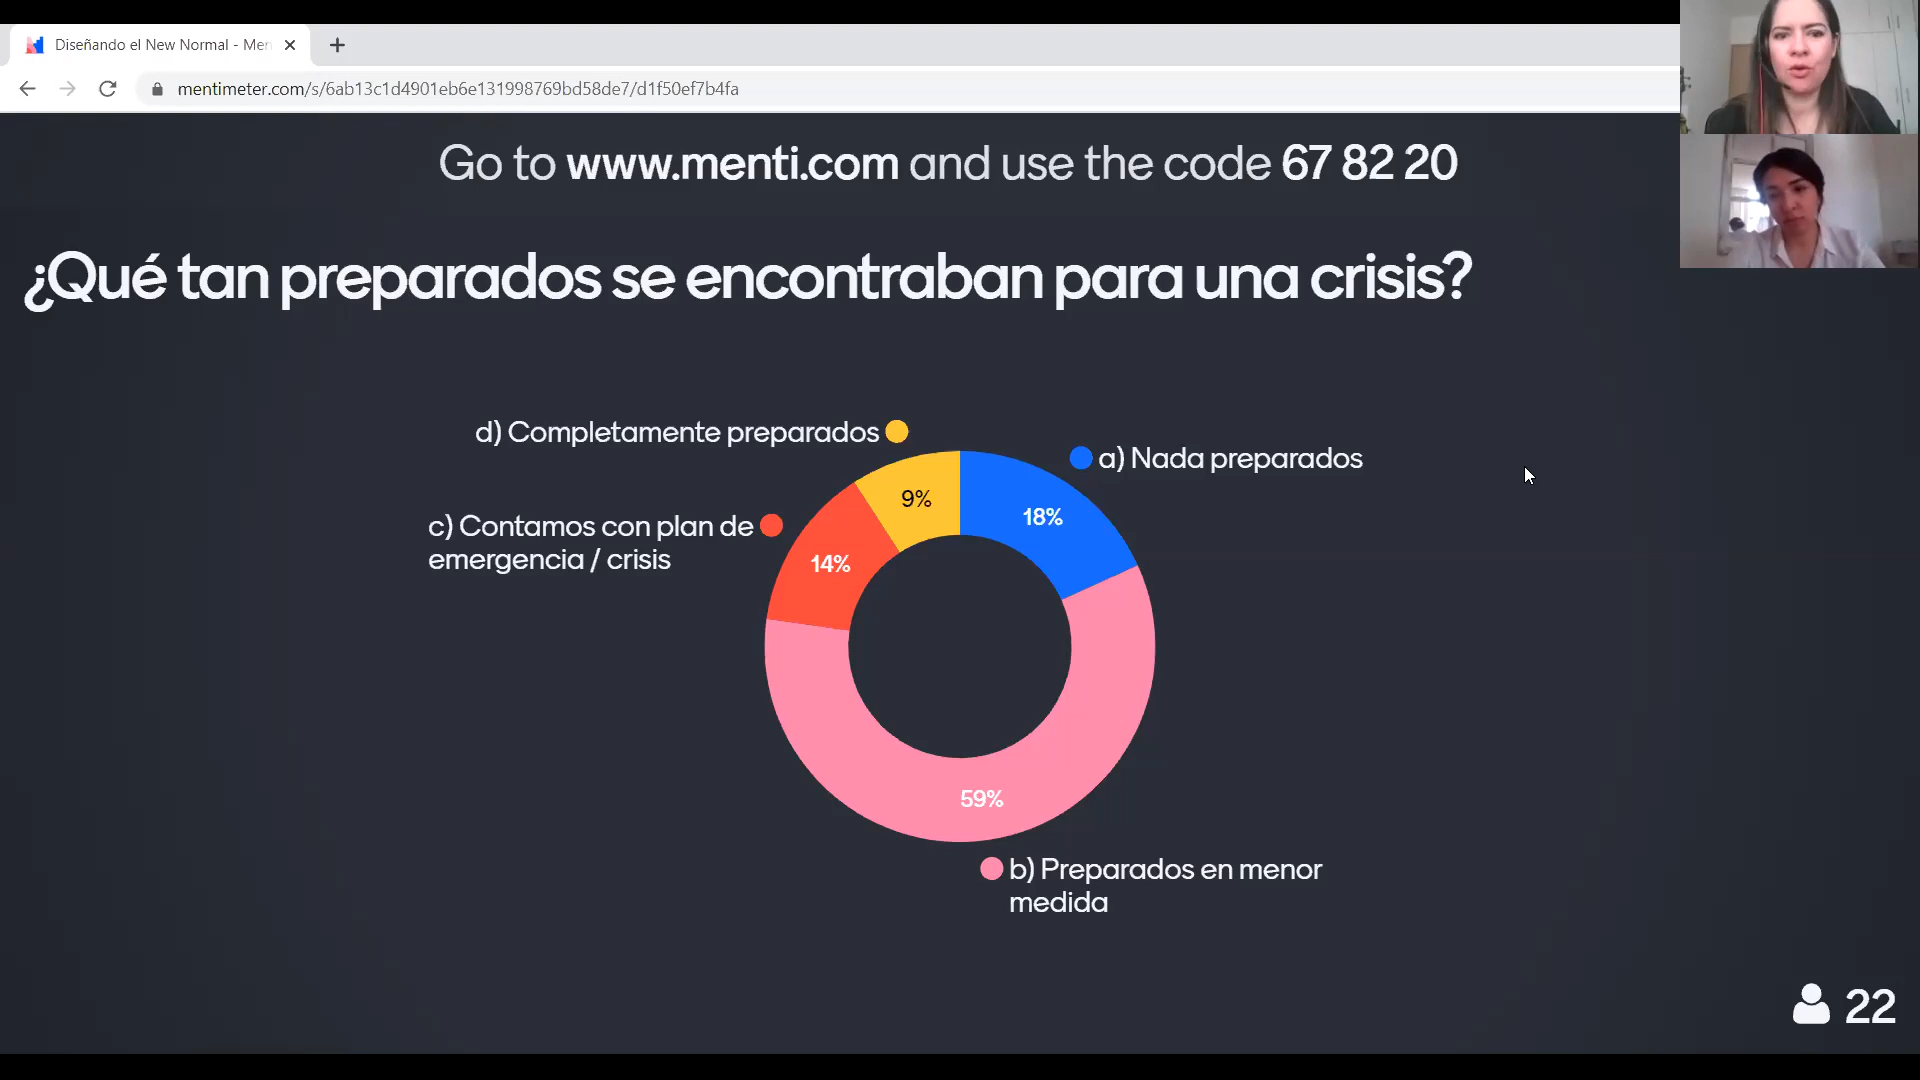 Diseñando el New Normal - Men
mentimeter.com/s/6ab13c1d4901eb6e131998769bd58de7/d1f50ef7b4fa
Go to www.menti.com and use the code 67 82 20
¿Qué tan preparados se encontraban para una crisis?
d) Completamente preparados
a) Nada preparados
9%
18%
c) Contamos con plan de
emergencia / crisis
14%
59%
b) Preparados en menor
medida
22